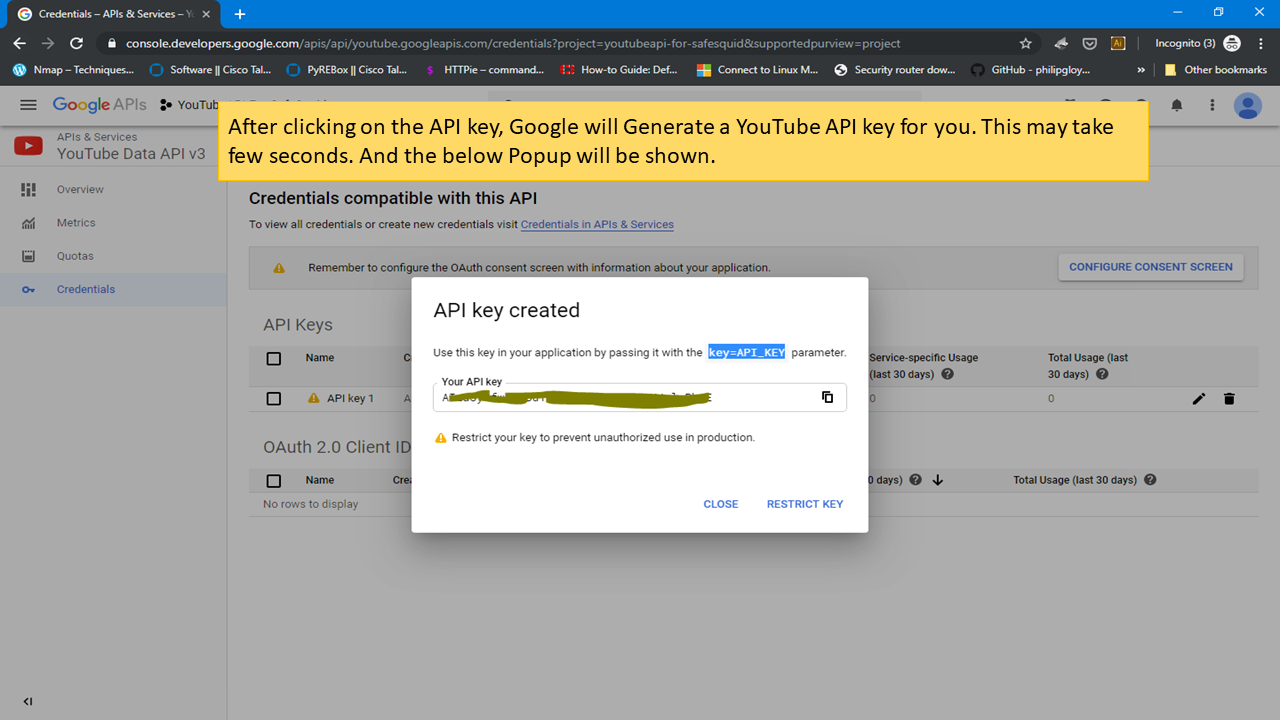 Credentials – APIs & Services – Y
console.developers.google.com/apis/api/youtube.googleapis.com/credentials?project=youtubeapi-for-safesquid&supportedpurview=project
Incognito (3)
Nmap – Techniques...
Software || Cisco Tal...
PyREBox || Cisco Tal...
HTTPie – comman...
How-to Guide: Def...
Connect to Linux M...
Security router dow...
GitHub - philipgloy...
»
Other bookmarks
Google APIs
YouTub
After clicking on the API key, Google will Generate a YouTube API key for you. This may take
few seconds. And the below Popup will be shown.
APIs & Services
YouTube Data API v3
Overview
Metrics
Quotas
Credentials
Credentials compatible with this API
To view all credentials or create new credentials visit Credentials in APIs & Services
Remember to configure the OAuth consent screen with information about your application.
CONFIGURE CONSENT SCREEN
API Keys
Name
Service-specific Usage
(last 30 days)
Total Usage (last
30 days)
API key 1
0
0
API key created
Use this key in your application by passing it with the key=API_KEY parameter.
Your API key
Restrict your key to prevent unauthorized use in production.
CLOSE
RESTRICT KEY
OAuth 2.0 Client ID
Name
Crea
0 days)
Total Usage (last 30 days)
No rows to display